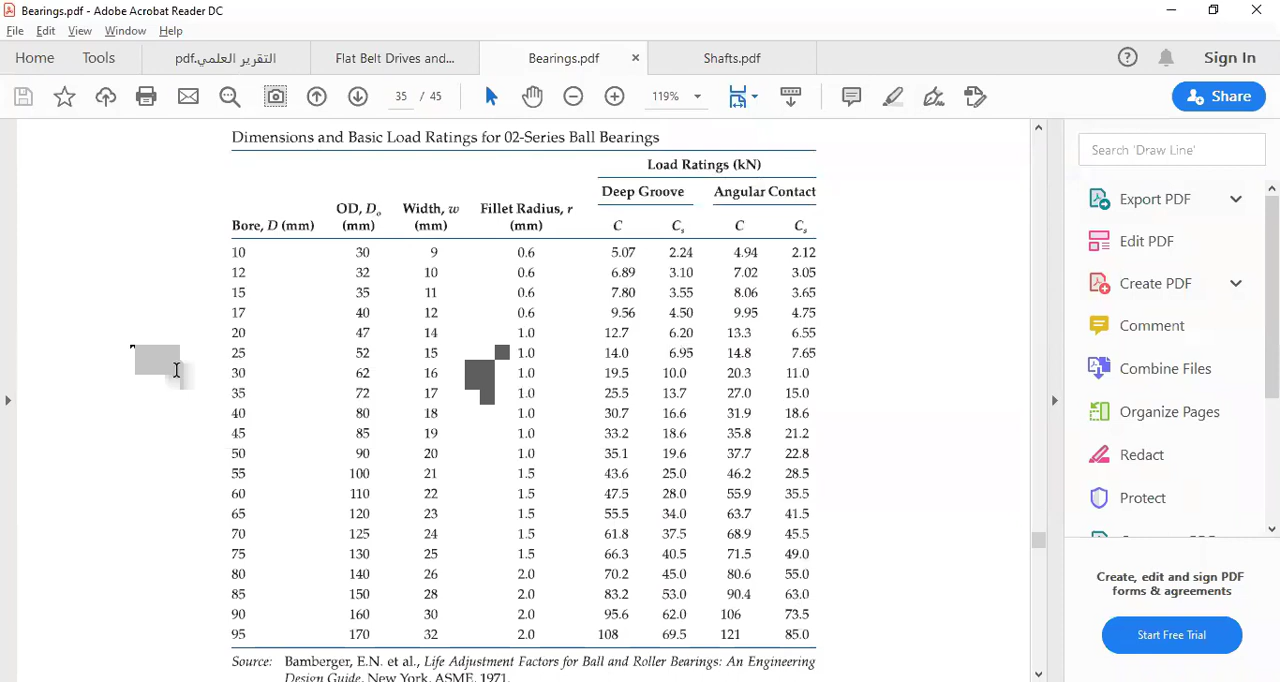 Bearings.pdf - Adobe Acrobat Reader DC
File Edit View Window Help
Home Tools التقرير العلمي.pdf Flat Belt Drives and... Bearings.pdf × Shafts.pdf ? Sign In
35 / 45 119% Share
Dimensions and Basic Load Ratings for 02-Series Ball Bearings
Load Ratings (kN)
Deep Groove Angular Contact
Bore, D (mm) OD, Do (mm) Width, w (mm) Fillet Radius, r (mm) C Cs C Cs
10 30 9 0.6 5.07 2.24 4.94 2.12
12 32 10 0.6 6.89 3.10 7.02 3.05
15 35 11 0.6 7.80 3.55 8.06 3.65
17 40 12 0.6 9.56 4.50 9.95 4.75
20 47 14 1.0 12.7 6.20 13.3 6.55
25 52 15 1.0 14.0 6.95 14.8 7.65
30 62 16 1.0 19.5 10.0 20.3 11.0
35 72 17 1.0 25.5 13.7 27.0 15.0
40 80 18 1.0 30.7 16.6 31.9 18.6
45 85 19 1.0 33.2 18.6 35.8 21.2
50 90 20 1.0 35.1 19.6 37.7 22.8
55 100 21 1.5 43.6 25.0 46.2 28.5
60 110 22 1.5 47.5 28.0 55.9 35.5
65 120 23 1.5 55.5 34.0 63.7 41.5
70 125 24 1.5 61.8 37.5 68.9 45.5
75 130 25 1.5 66.3 40.5 71.5 49.0
80 140 26 2.0 70.2 45.0 80.6 55.0
85 150 28 2.0 83.2 53.0 90.4 63.0
90 160 30 2.0 95.6 62.0 106 73.5
95 170 32 2.0 108 69.5 121 85.0
Source: Bamberger, E.N. et al., Life Adjustment Factors for Ball and Roller Bearings: An Engineering
Design Guide, New York, ASME, 1971.
Search 'Draw Line'
Export PDF
Edit PDF
Create PDF
Comment
Combine Files
Organize Pages
Redact
Protect
Create, edit and sign PDF
forms & agreements
Start Free Trial